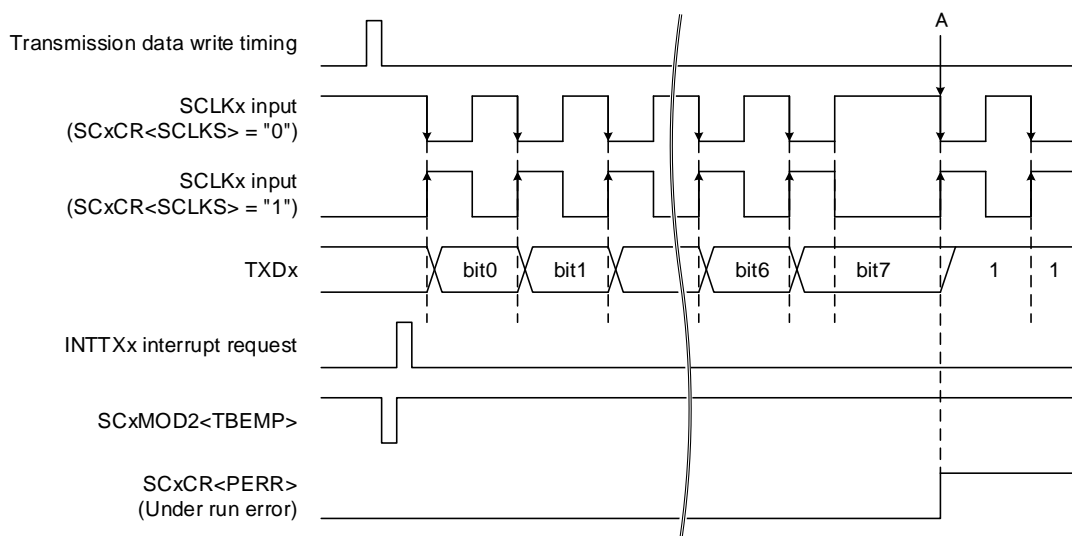 A
Transmission data write timing
SCLKx input
(SCxCR<SCLKS> = "0")
SCLKx input
(SCxCR<SCLKS> = "1")
TXDx
bit0
bit1
bit6
bit7
1
1
INTTXx interrupt request
SCxMOD2<TBEMP>
SCxCR<PERR>
(Under run error)